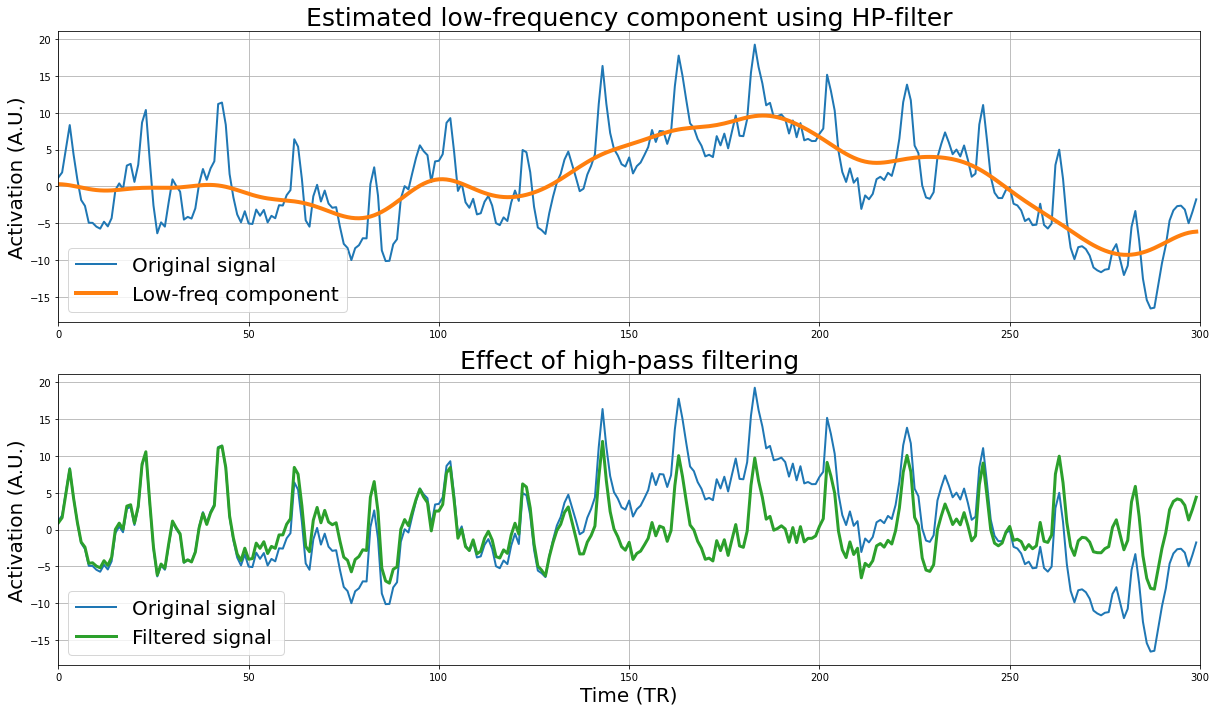 Estimated low-frequency component using HP-filter
Activation (A.U.)
20
15
10
5
0
−5
−10
−15
Original signal
Low-freq component
0 50 100 150 200 250 300
Effect of high-pass filtering
Activation (A.U.)
20
15
10
5
0
−5
−10
−15
Original signal
Filtered signal
0 50 100 150 200 250 300
Time (TR)